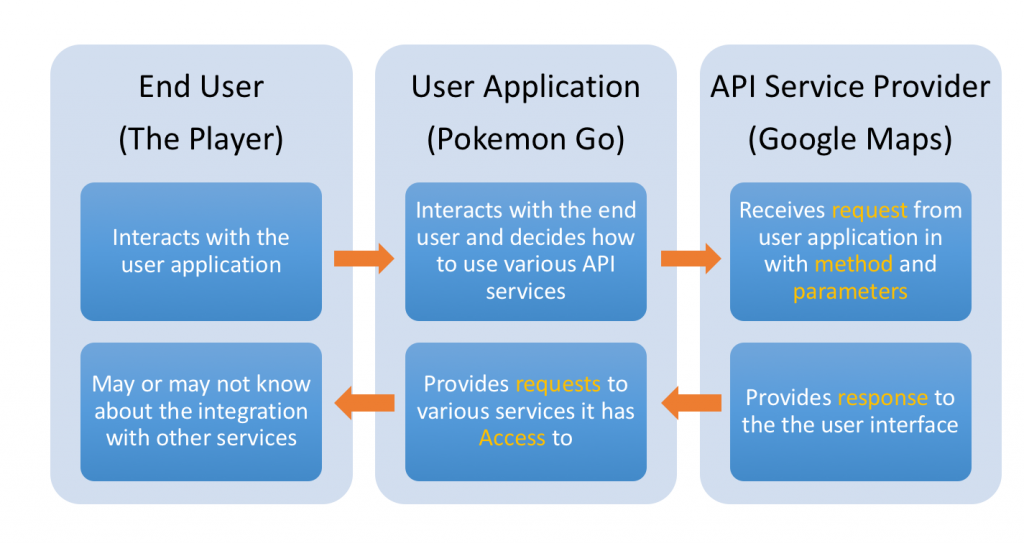 End User
(The Player)
Interacts with the
user application
May or may not know
about the integration
with other services
User Application
(Pokemon Go)
Interacts with the end
user and decides how
to use various API
services
Provides requests to
various services it has
Access to
API Service Provider
(Google Maps)
Receives request from
user application in
with method and
parameters
Provides response to
the the user interface